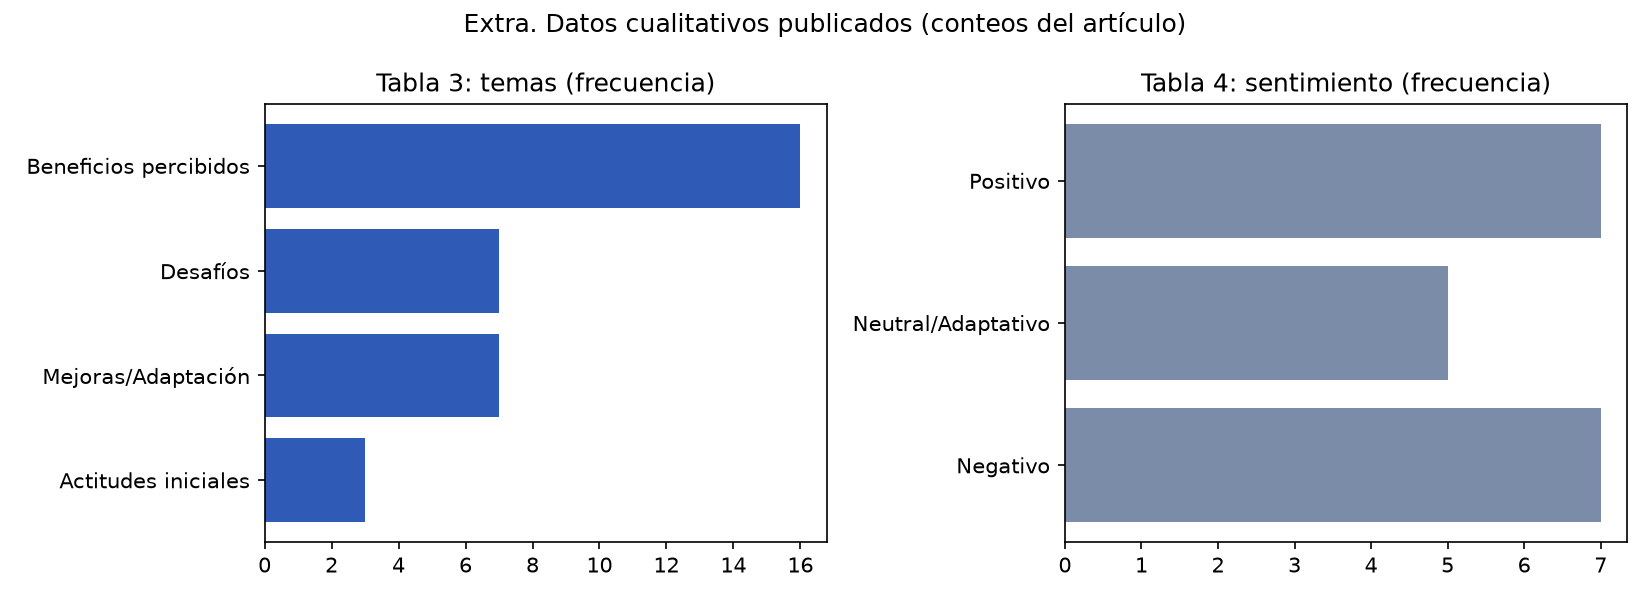 Extra. Datos cualitativos publicados (conteos del artículo)
Tabla 3: temas (frecuencia)
Beneficios percibidos
Desafíos
Mejoras/Adaptación
Actitudes iniciales
0 2 4 6 8 10 12 14 16
Tabla 4: sentimiento (frecuencia)
Positivo
Neutral/Adaptativo
Negativo
0 1 2 3 4 5 6 7